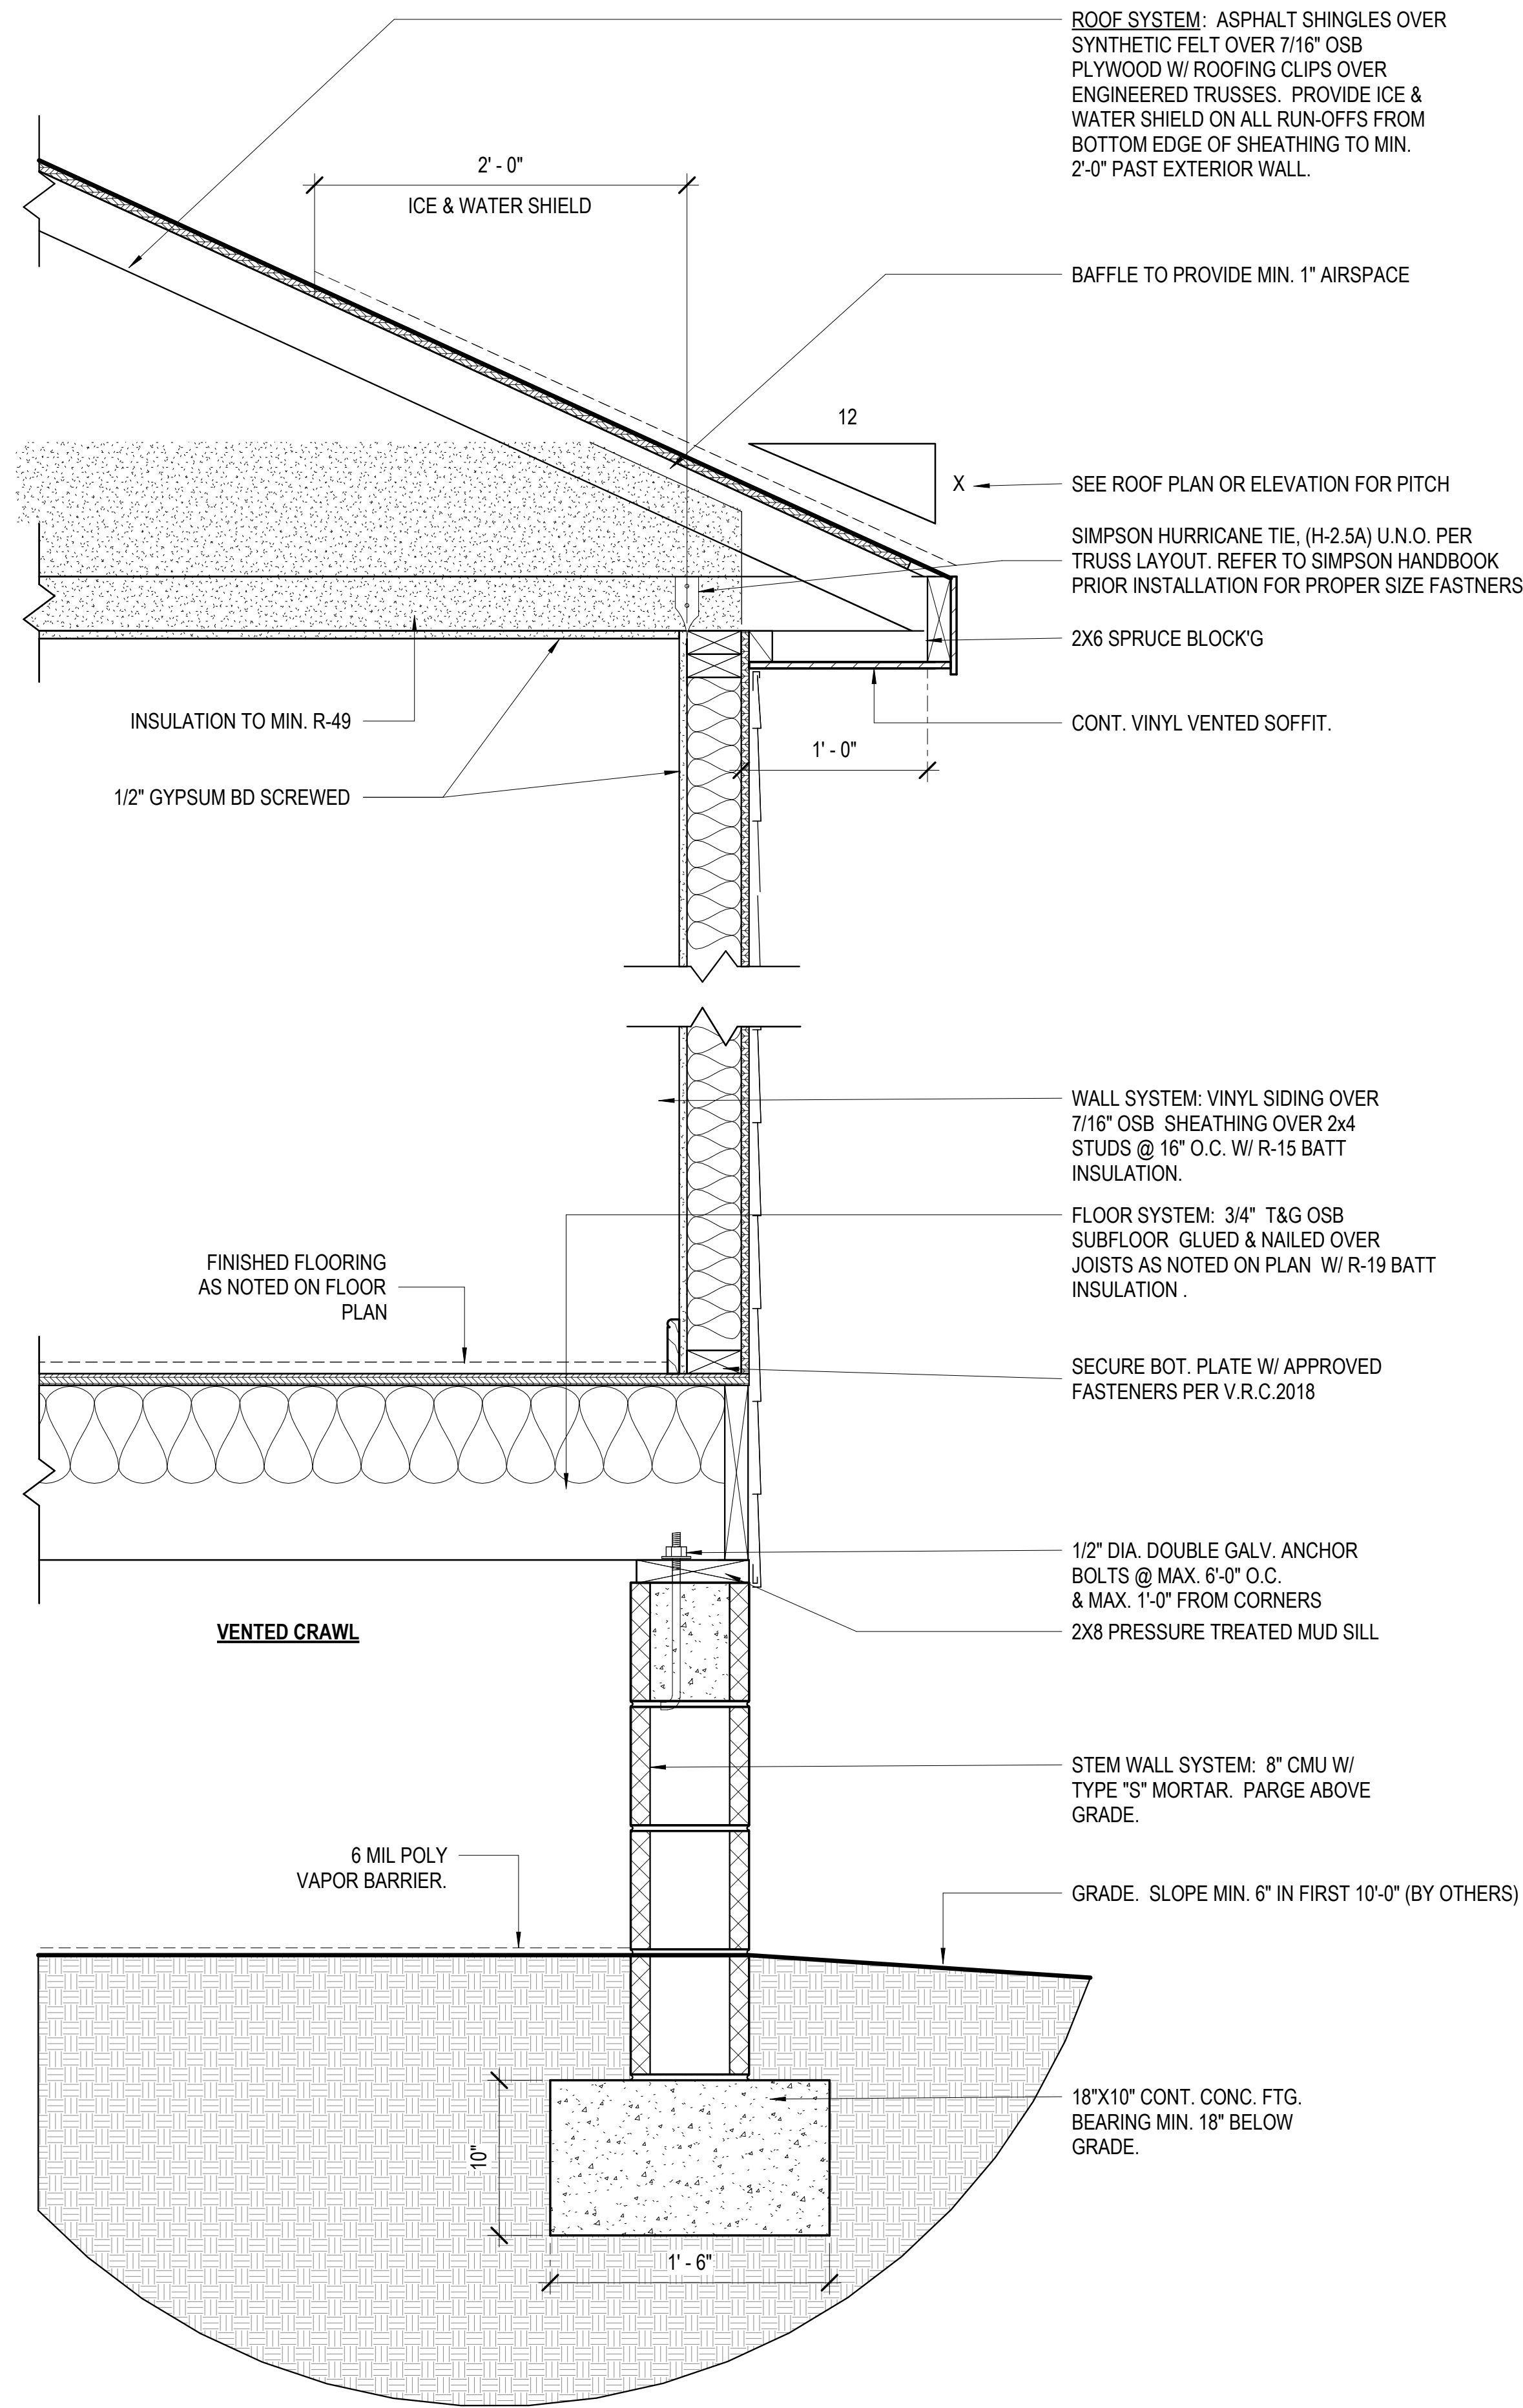 ROOF SYSTEM: ASPHALT SHINGLES OVER
SYNTHETIC FELT OVER 7/16" OSB
PLYWOOD W/ ROOFING CLIPS OVER
ENGINEERED TRUSSES. PROVIDE ICE &
WATER SHIELD ON ALL RUN-OFFS FROM
BOTTOM EDGE OF SHEATHING TO MIN.
2'-0" PAST EXTERIOR WALL.
2' - 0"
ICE & WATER SHIELD
BAFFLE TO PROVIDE MIN. 1" AIRSPACE
12
X
SEE ROOF PLAN OR ELEVATION FOR PITCH
SIMPSON HURRICANE TIE, (H-2.5A) U.N.O. PER
TRUSS LAYOUT. REFER TO SIMPSON HANDBOOK
PRIOR INSTALLATION FOR PROPER SIZE FASTNERS
2X6 SPRUCE BLOCK'G
INSULATION TO MIN. R-49
CONT. VINYL VENTED SOFFIT.
1' - 0"
1/2" GYPSUM BD SCREWED
WALL SYSTEM: VINYL SIDING OVER
7/16" OSB SHEATHING OVER 2x4
STUDS @ 16" O.C. W/ R-15 BATT
INSULATION.
FLOOR SYSTEM: 3/4" T&G OSB
SUBFLOOR GLUED & NAILED OVER
JOISTS AS NOTED ON PLAN W/ R-19 BATT
INSULATION .
FINISHED FLOORING
AS NOTED ON FLOOR
PLAN
SECURE BOT. PLATE W/ APPROVED
FASTENERS PER V.R.C.2018
1/2" DIA. DOUBLE GALV. ANCHOR
BOLTS @ MAX. 6'-0" O.C.
& MAX. 1'-0" FROM CORNERS
2X8 PRESSURE TREATED MUD SILL
VENTED CRAWL
STEM WALL SYSTEM: 8" CMU W/
TYPE "S" MORTAR. PARGE ABOVE
GRADE.
6 MIL POLY
VAPOR BARRIER.
GRADE. SLOPE MIN. 6" IN FIRST 10'-0" (BY OTHERS)
18"X10" CONT. CONC. FTG.
BEARING MIN. 18" BELOW
GRADE.
10"
1' - 6"